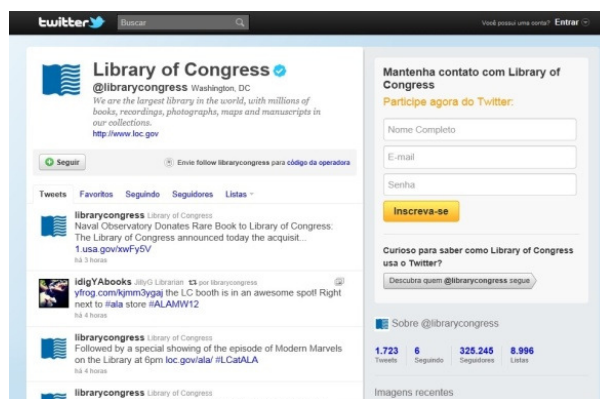 twitter
Buscar
Você possui uma conta? Entrar
Library of Congress
@librarycongress Washington, DC
We are the largest library in the world, with millions of
books, recordings, photographs, maps and manuscripts in
our collections.
http://www.loc.gov
Seguir
Envie follow librarycongress para código da operadora
Tweets Favoritos Seguindo Seguidores Listas
librarycongress Library of Congress
Naval Observatory Donates Rare Book to Library of Congress:
The Library of Congress announced today the acquisit...
1.usa.gov/xwFy5V
há 3 horas
idigYAbooks JillyG Librarian por librarycongress
yfrog.com/kjmm3ygaj the LC booth is in an awesome spot! Right
next to #ala store #ALAMW12
há 4 horas
librarycongress Library of Congress
Followed by a special showing of the episode of Modern Marvels
on the Library at 6pm loc.gov/ala/ #LCatALA
há 4 horas
librarycongress Library of Congress
Mantenha contato com Library of
Congress
Participe agora do Twitter:
Nome Completo
E-mail
Senha
Inscreva-se
Curioso para saber como Library of Congress
usa o Twitter?
Descubra quem @librarycongress segue
Sobre @librarycongress
1.723 6 325.245 8.996
Tweets Seguindo Seguidores Listas
Imagens recentes